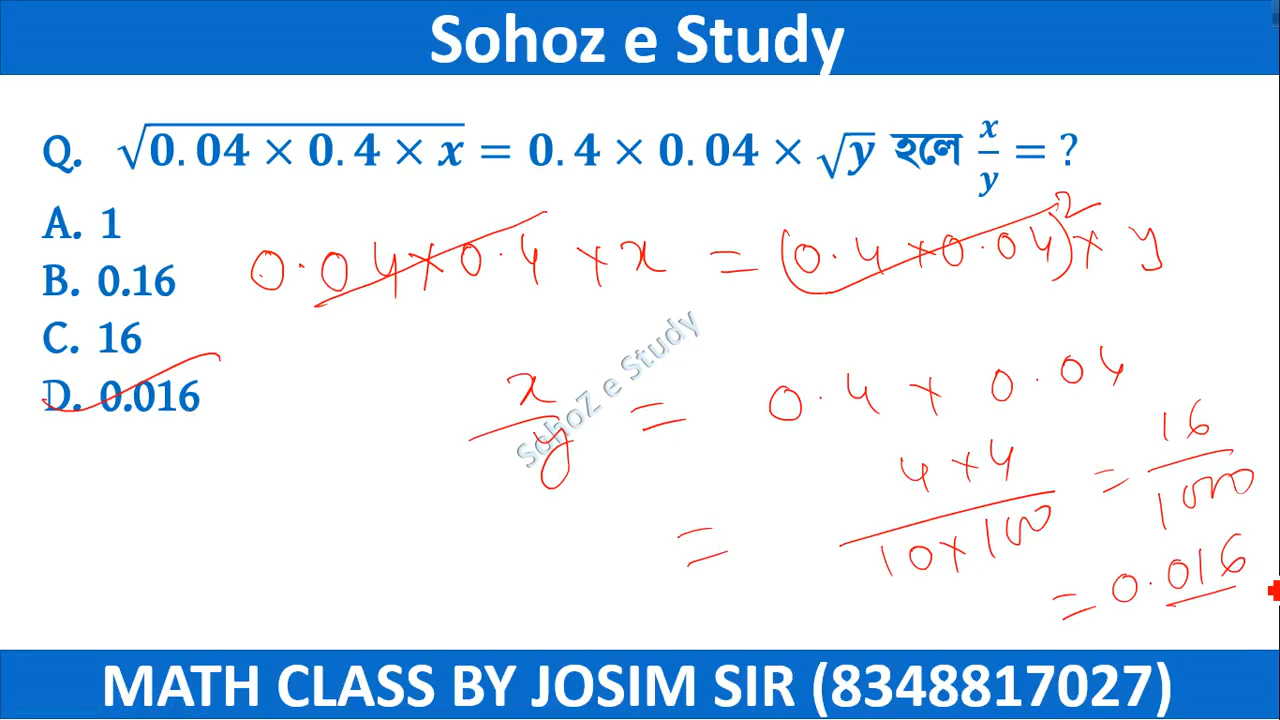 Sohoz e Study
Q. √0.04 × 0.4 × x = 0.4 × 0.04 × √y হলে x/y = ?
A. 1
0.04×0.4 × x = (0.4×0.04)² × y
B. 0.16
C. 16
D. 0.016
SohoZ e Study
x/y = 0.4 × 0.04
= 4×4/10×100 = 16/1000
= 0.016
MATH CLASS BY JOSIM SIR (8348817027)